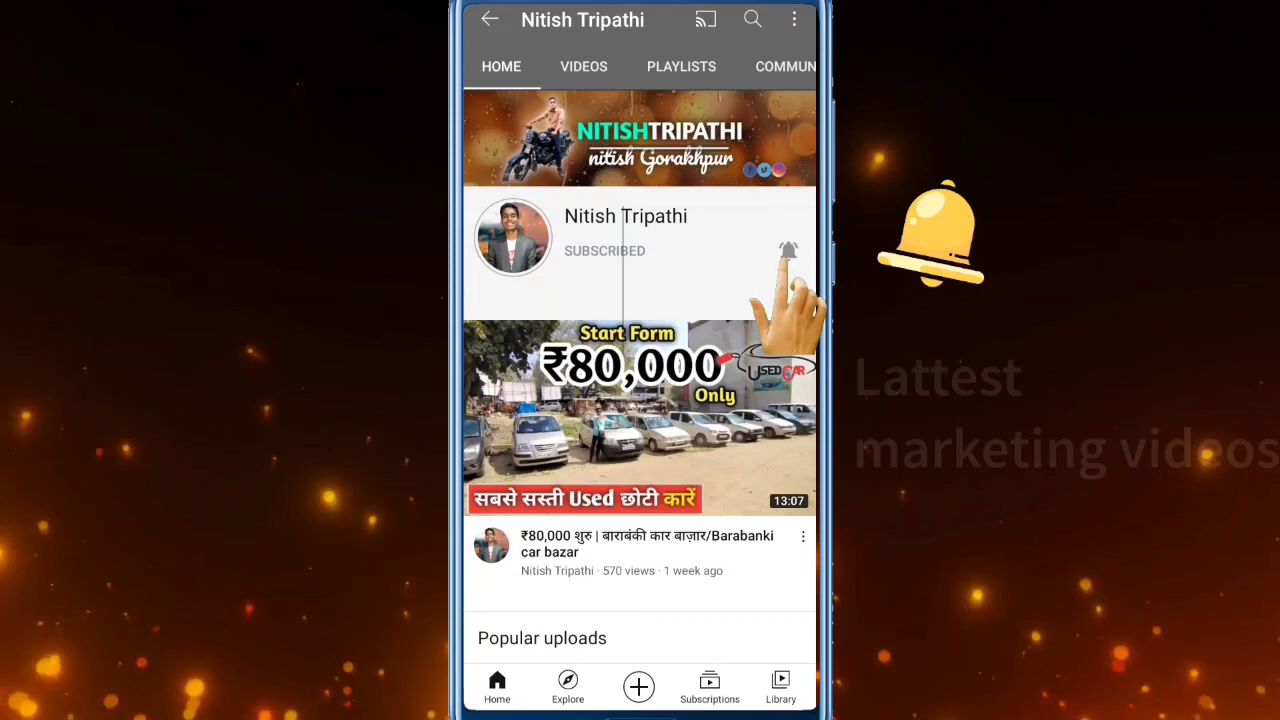 Nitish Tripathi
HOME VIDEOS PLAYLISTS COMMUN
NITISHTRIPATHI
nitish Gorakhpur
Nitish Tripathi
SUBSCRIBED
Start Form
₹80,000
USEDCAR
Only
Lattest
marketing videos
सबसे सस्ती Used छोटी कारें
13:07
₹80,000 शुरु | बाराबंकी कार बाज़ार/Barabanki
car bazar
Nitish Tripathi · 570 views · 1 week ago
Popular uploads
Home Explore Subscriptions Library